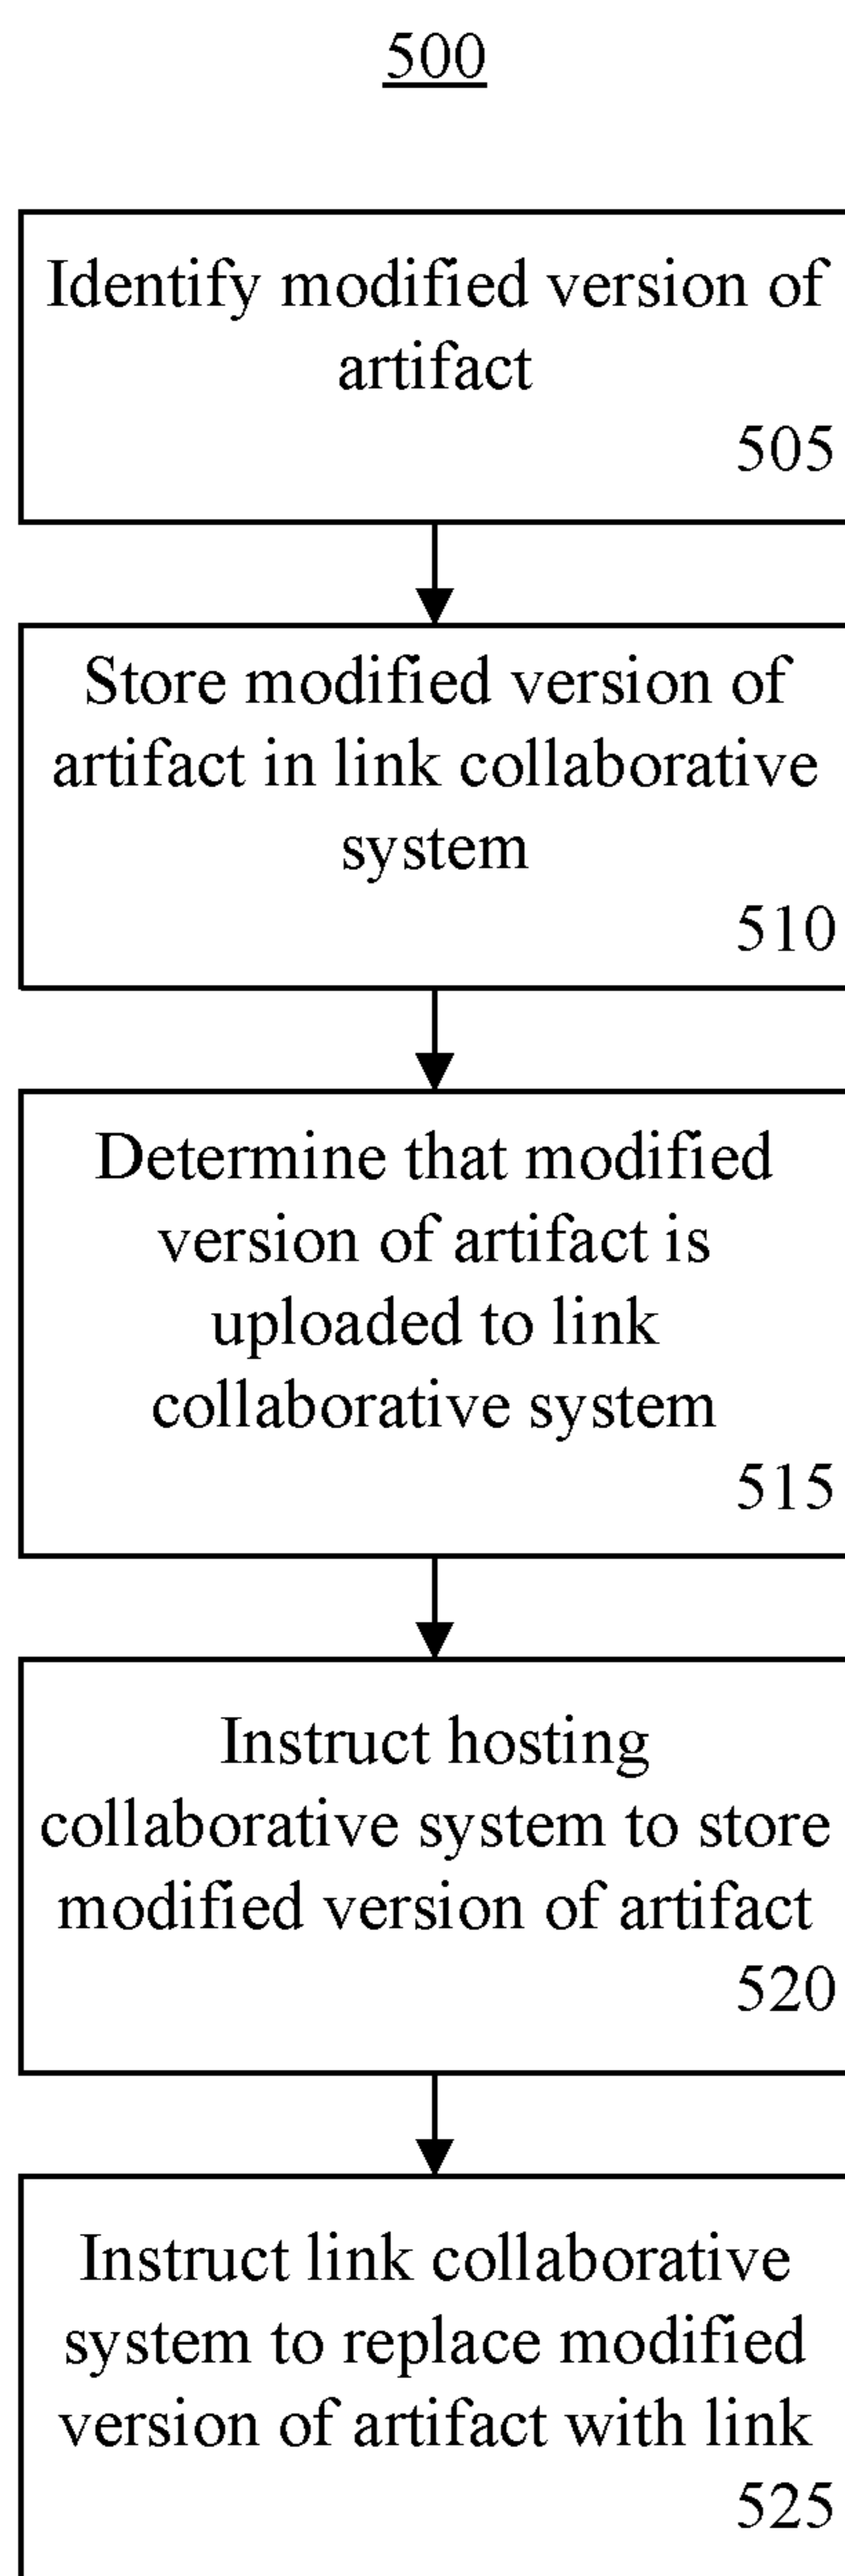 500
Identify modified version of
artifact
505
Store modified version of
artifact in link collaborative
system
510
Determine that modified
version of artifact is
uploaded to link
collaborative system
515
Instruct hosting
collaborative system to store
modified version of artifact
520
Instruct link collaborative
system to replace modified
version of artifact with link
525